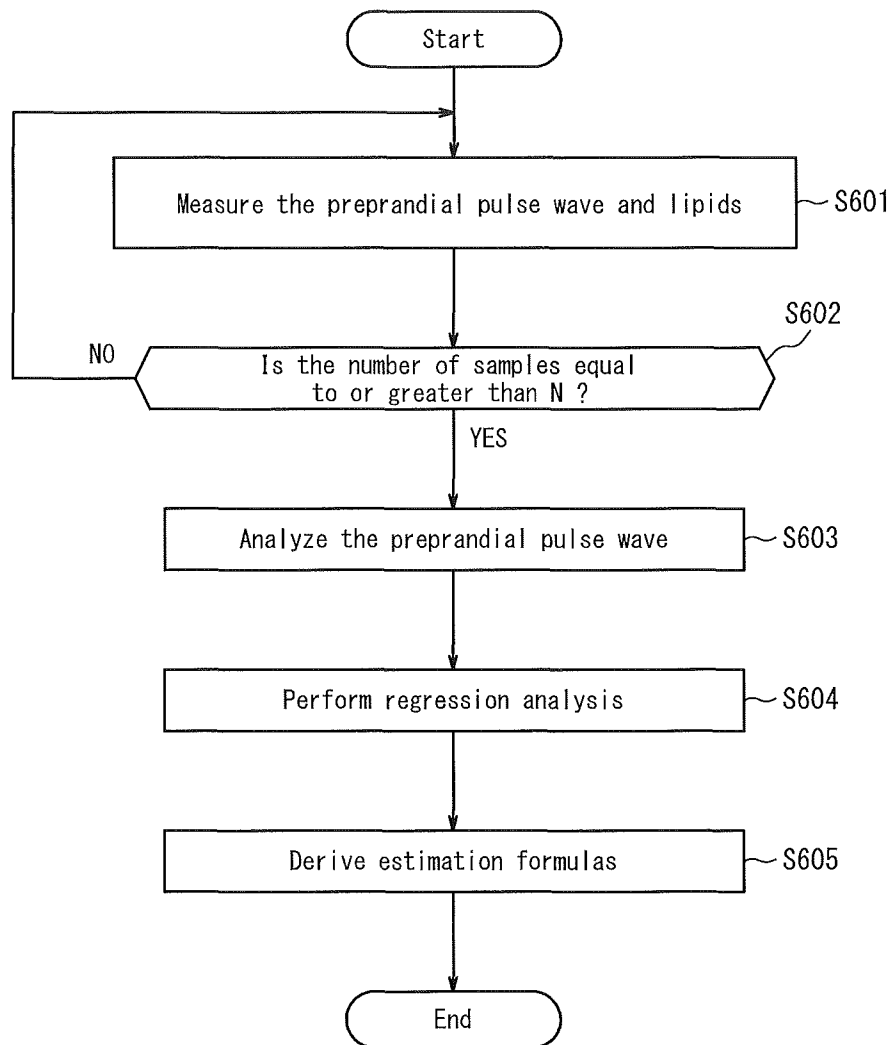 Start
Measure the preprandial pulse wave and lipids
S601
S602
NO
Is the number of samples equal
to or greater than N ?
YES
Analyze the preprandial pulse wave
S603
Perform regression analysis
S604
Derive estimation formulas
S605
End